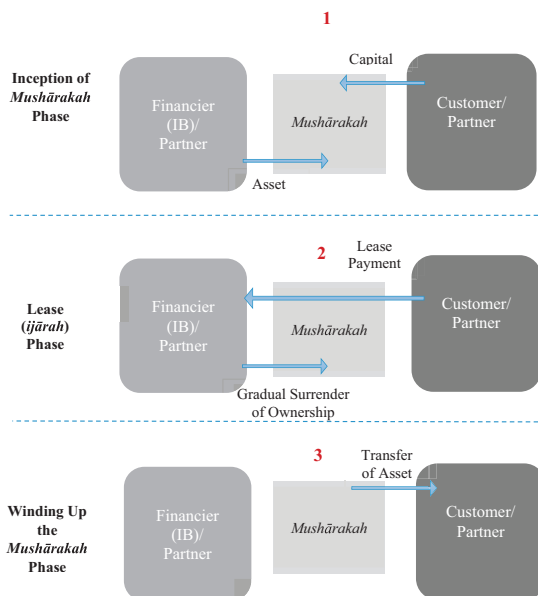 1
Capital
Inception of
Mushārakah
Phase
Financier
(IB)/
Partner
Mushārakah
Customer/
Partner
Asset
2
Lease
Payment
Lease
(ijārah)
Phase
Financier
(IB)/
Partner
Mushārakah
Customer/
Partner
Gradual Surrender
of Ownership
3
Transfer
of Asset
Winding Up
the
Mushārakah
Phase
Financier
(IB)/
Partner
Mushārakah
Customer/
Partner